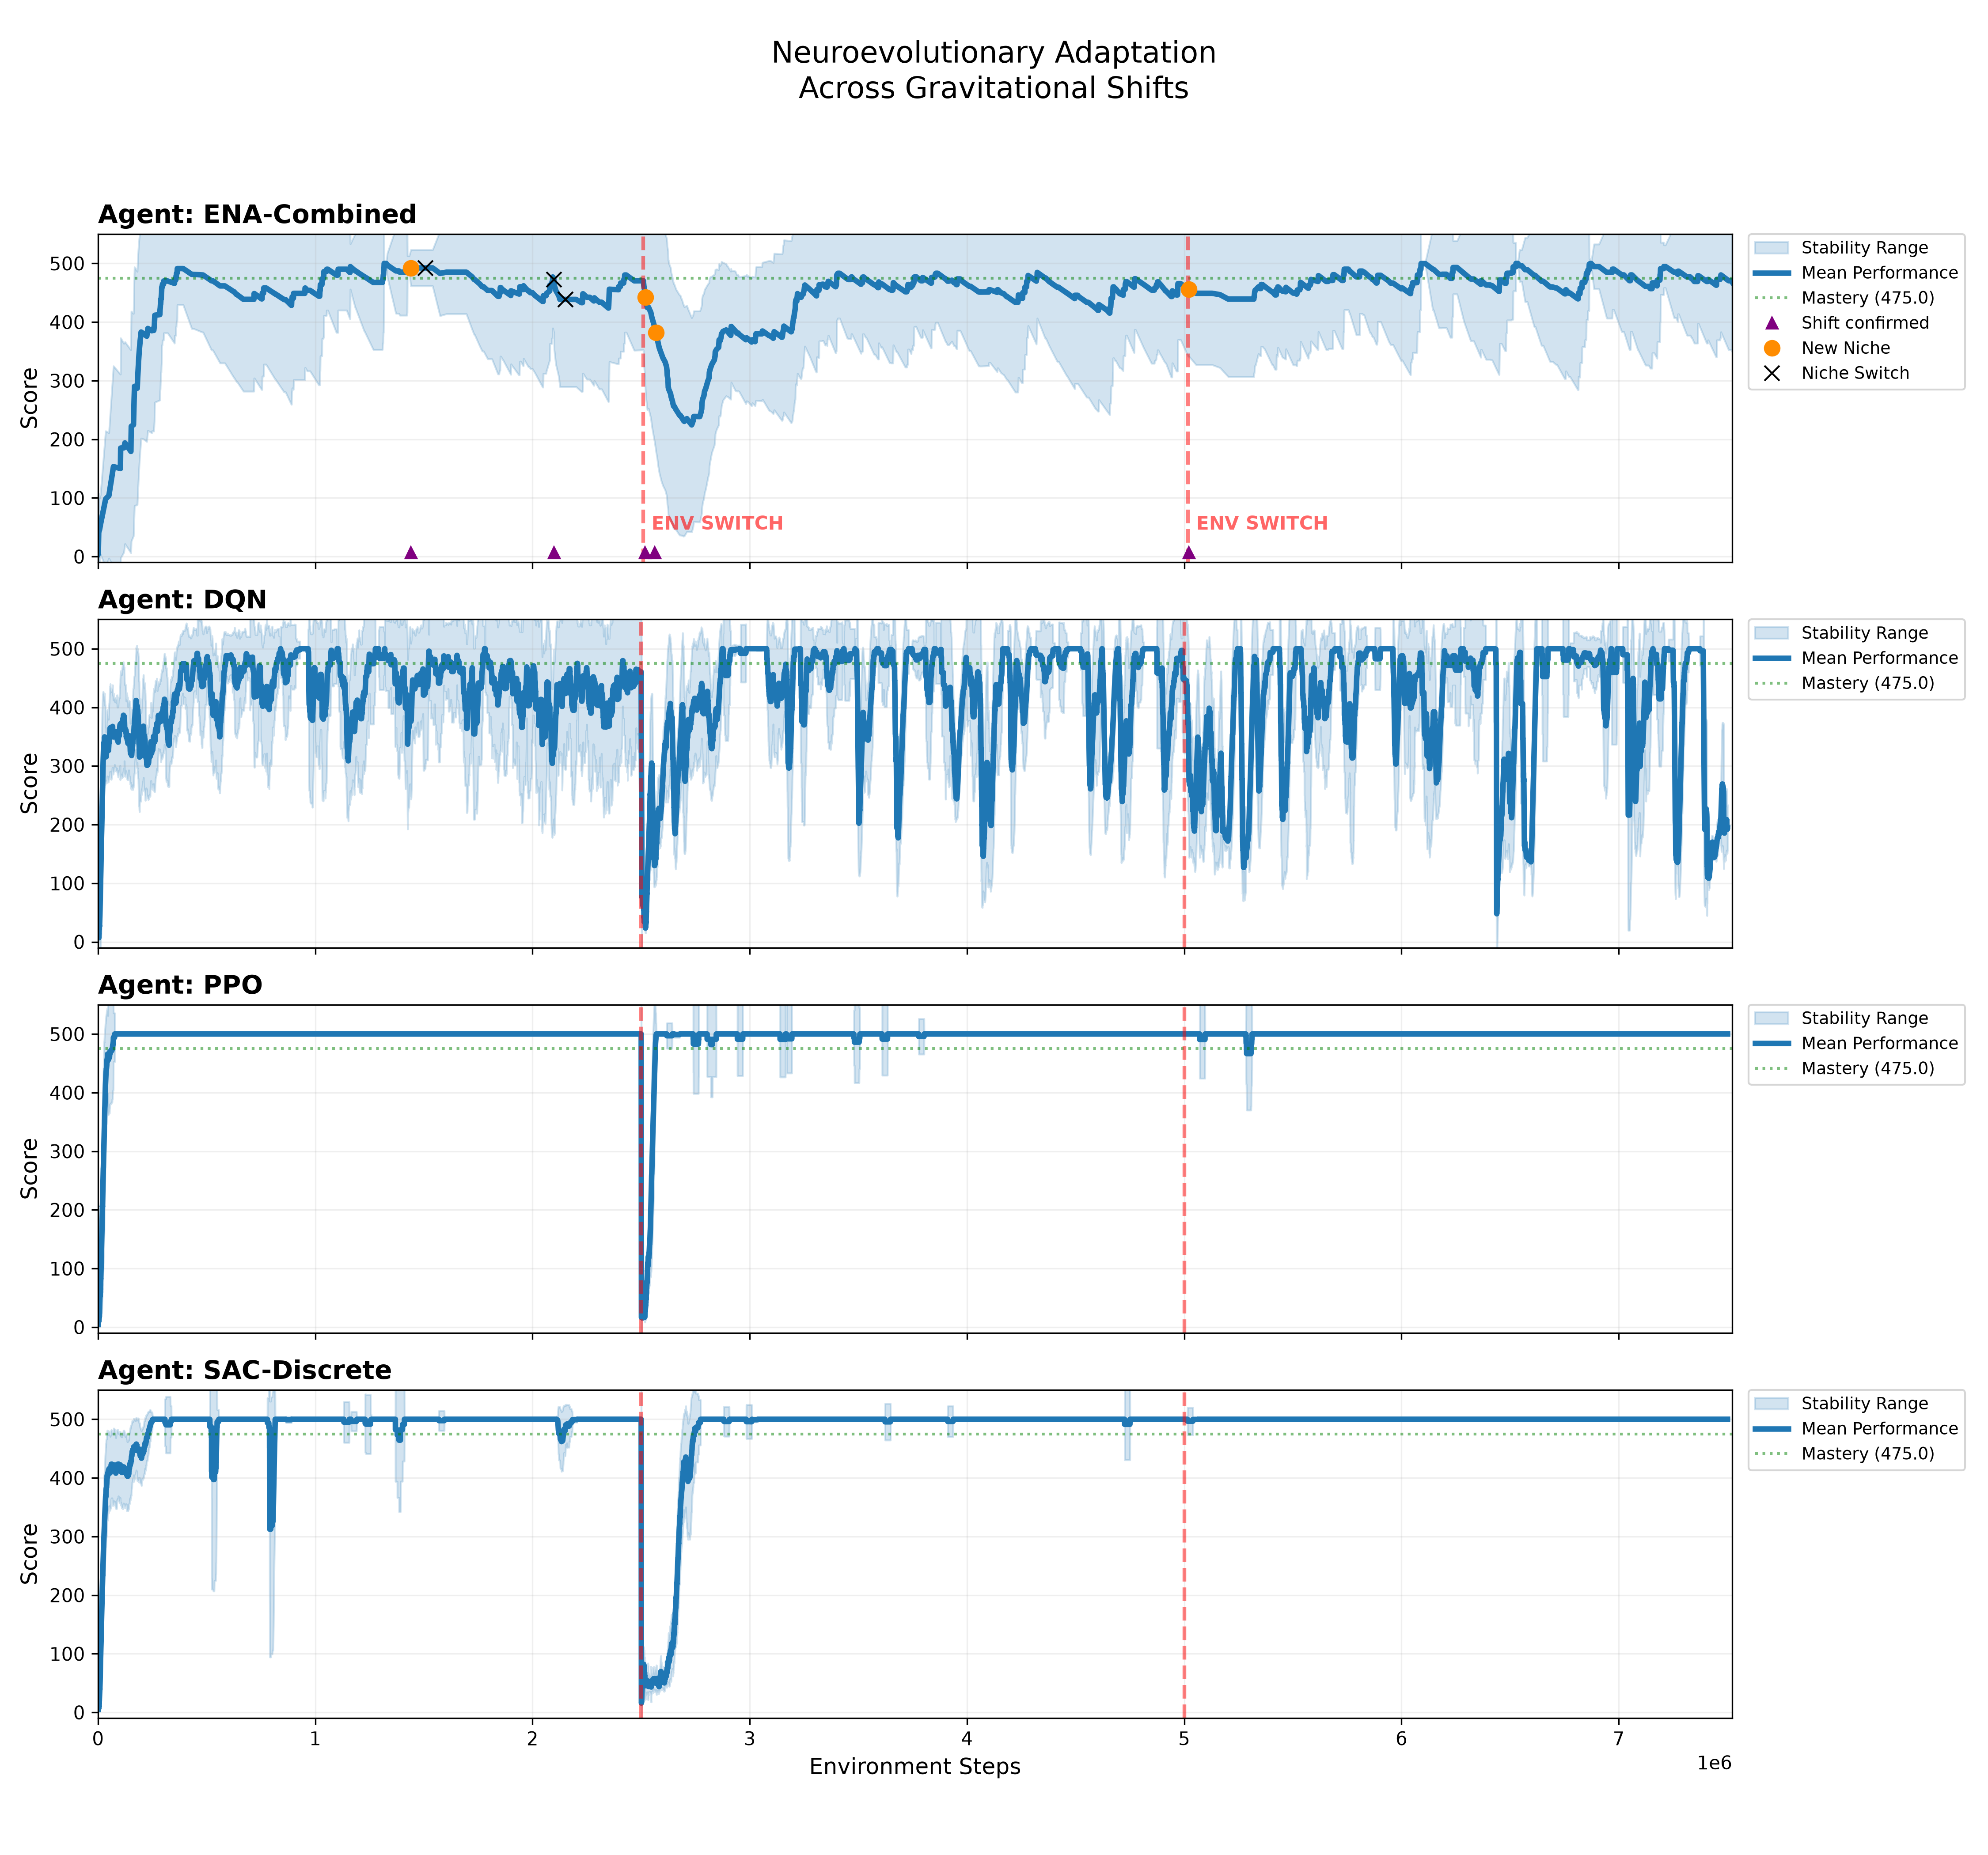 Neuroevolutionary Adaptation
Across Gravitational Shifts
Agent: ENA-Combined
Score
500
400
300
200
100
0
ENV SWITCH
ENV SWITCH
Stability Range
Mean Performance
Mastery (475.0)
Shift confirmed
New Niche
Niche Switch
Agent: DQN
Score
500
400
300
200
100
0
Stability Range
Mean Performance
Mastery (475.0)
Agent: PPO
Score
500
400
300
200
100
0
Stability Range
Mean Performance
Mastery (475.0)
Agent: SAC-Discrete
Score
500
400
300
200
100
0
Stability Range
Mean Performance
Mastery (475.0)
0 1 2 3 4 5 6 7
Environment Steps
1e6